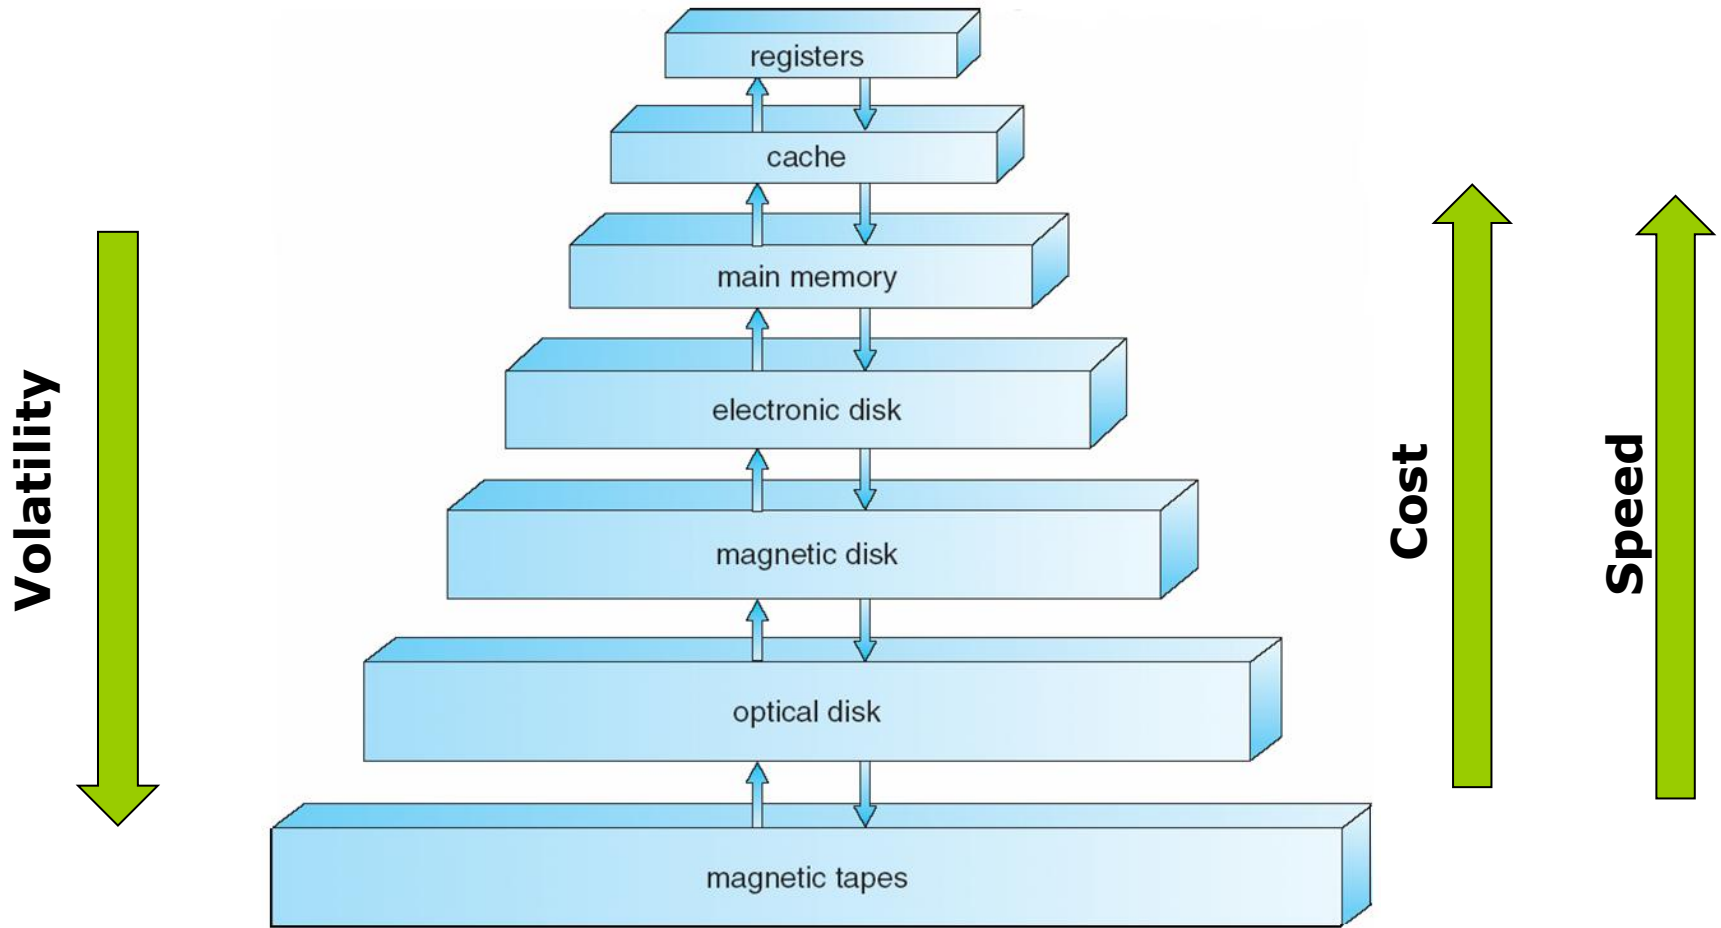 registers
cache
main memory
electronic disk
magnetic disk
optical disk
magnetic tapes
Volatility
Cost
Speed